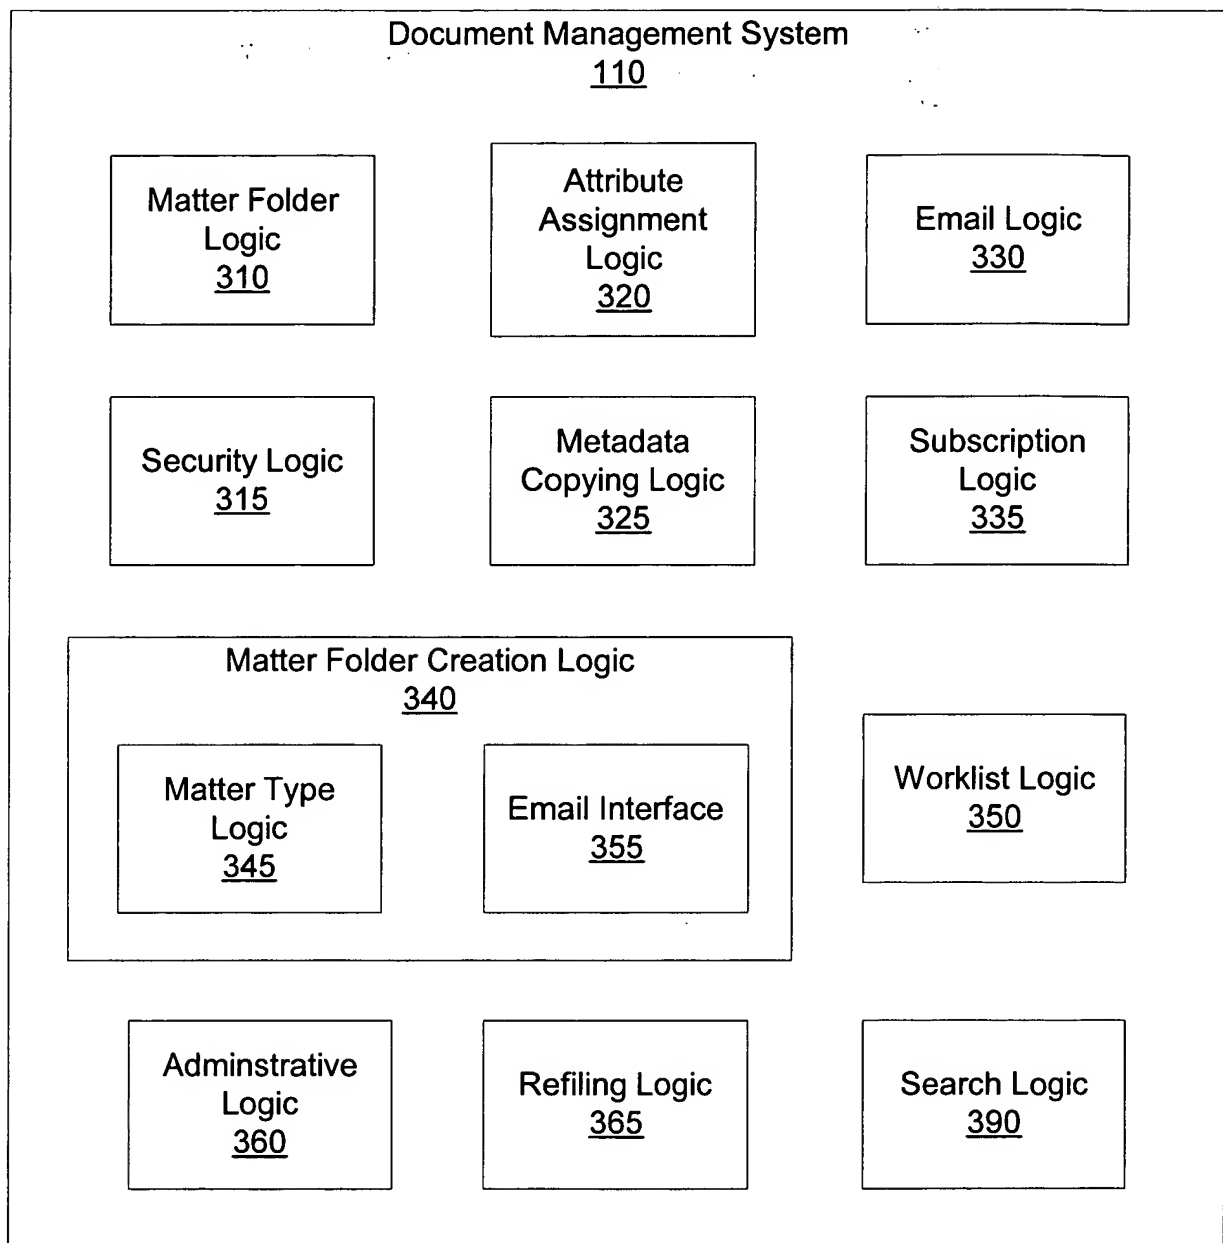 Document Management System
110
Matter Folder
Logic
310
Attribute
Assignment
Logic
320
Email Logic
330
Security Logic
315
Metadata
Copying Logic
325
Subscription
Logic
335
Matter Folder Creation Logic
340
Matter Type
Logic
345
Email Interface
355
Worklist Logic
350
Adminstrative
Logic
360
Refiling Logic
365
Search Logic
390